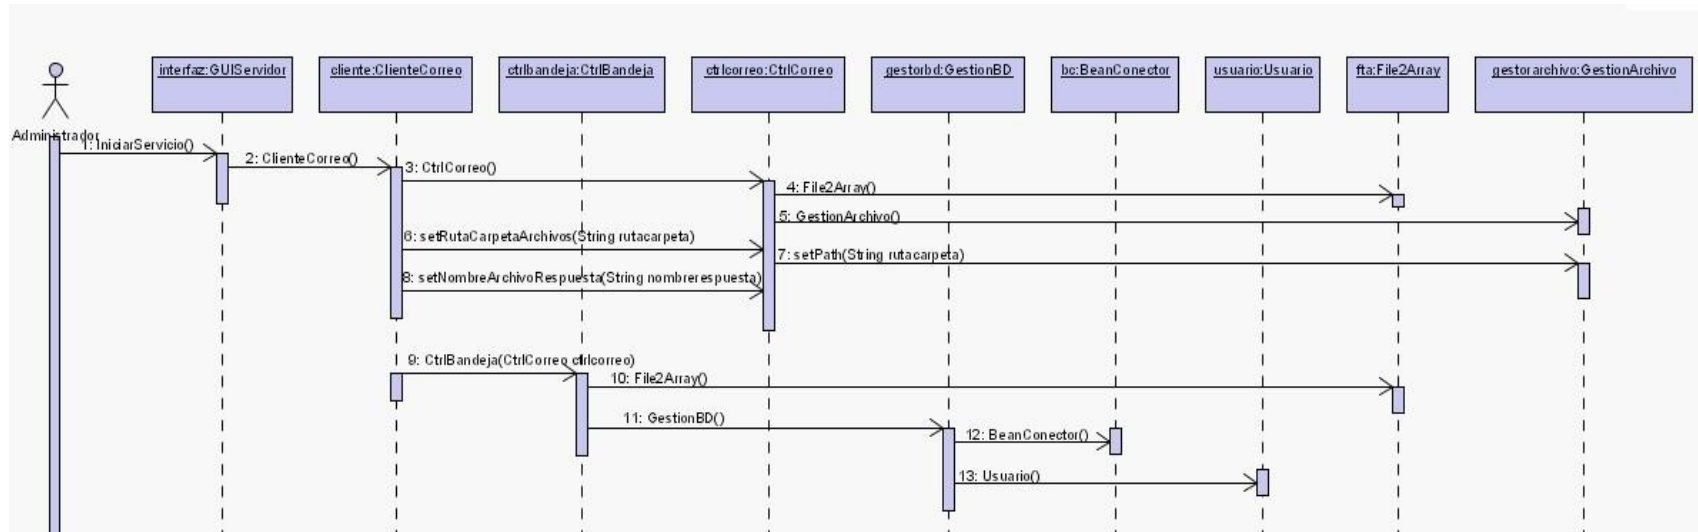 interfaz:GUIServidor
cliente:ClienteCorreo
ctrlbandeja:CtrlBandeja
ctrlcorreo:CtrlCorreo
gestorbd:GestionBD
bc:BeanConector
usuario:Usuario
fta:File2Array
gestorarchivo:GestionArchivo
Administrador
1: IniciarServicio()
2: ClienteCorreo()
3: CtrlCorreo()
4: File2Array()
5: GestionArchivo()
6: setRutaCarpetaArchivos(String rutacarpeta)
7: setPath(String rutacarpeta)
8: setNombreArchivoRespuesta(String nombrerespuesta)
9: CtrlBandeja(CtrlCorreo ctrlcorreo)
10: File2Array()
11: GestionBD()
12: BeanConector()
13: Usuario()